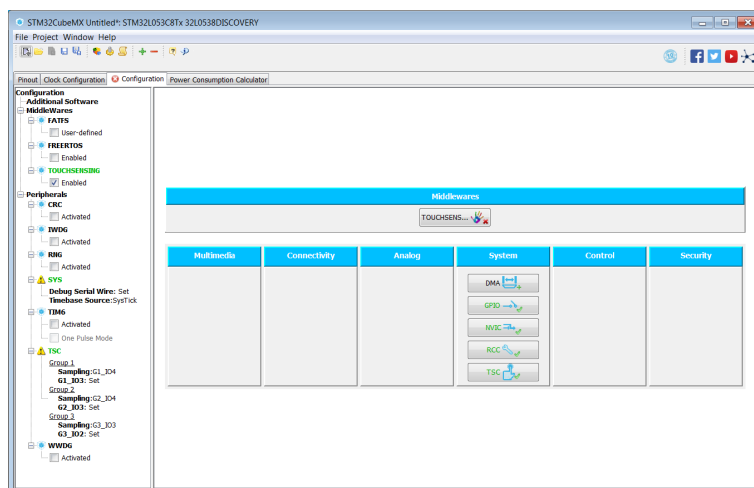 STM32CubeMX Untitled*: STM32L053C8Tx 32L0538DISCOVERY
File Project Window Help
Pinout Clock Configuration Configuration Power Consumption Calculator
Configuration
Additional Software
MiddleWares
FATFS
User-defined
FREERTOS
Enabled
TOUCHSENSING
Enabled
Peripherals
CRC
Activated
IWDG
Activated
RNG
Activated
SYS
Debug Serial Wire: Set
Timebase Source:SysTick
TIM6
Activated
One Pulse Mode
TSC
Group 1
Sampling:G1_IO4
G1_IO3: Set
Group 2
Sampling:G2_IO4
G2_IO3: Set
Group 3
Sampling:G3_IO3
G3_IO2: Set
WWDG
Activated
Middlewares
TOUCHSENS...
Multimedia Connectivity Analog System Control Security
DMA
GPIO
NVIC
RCC
TSC